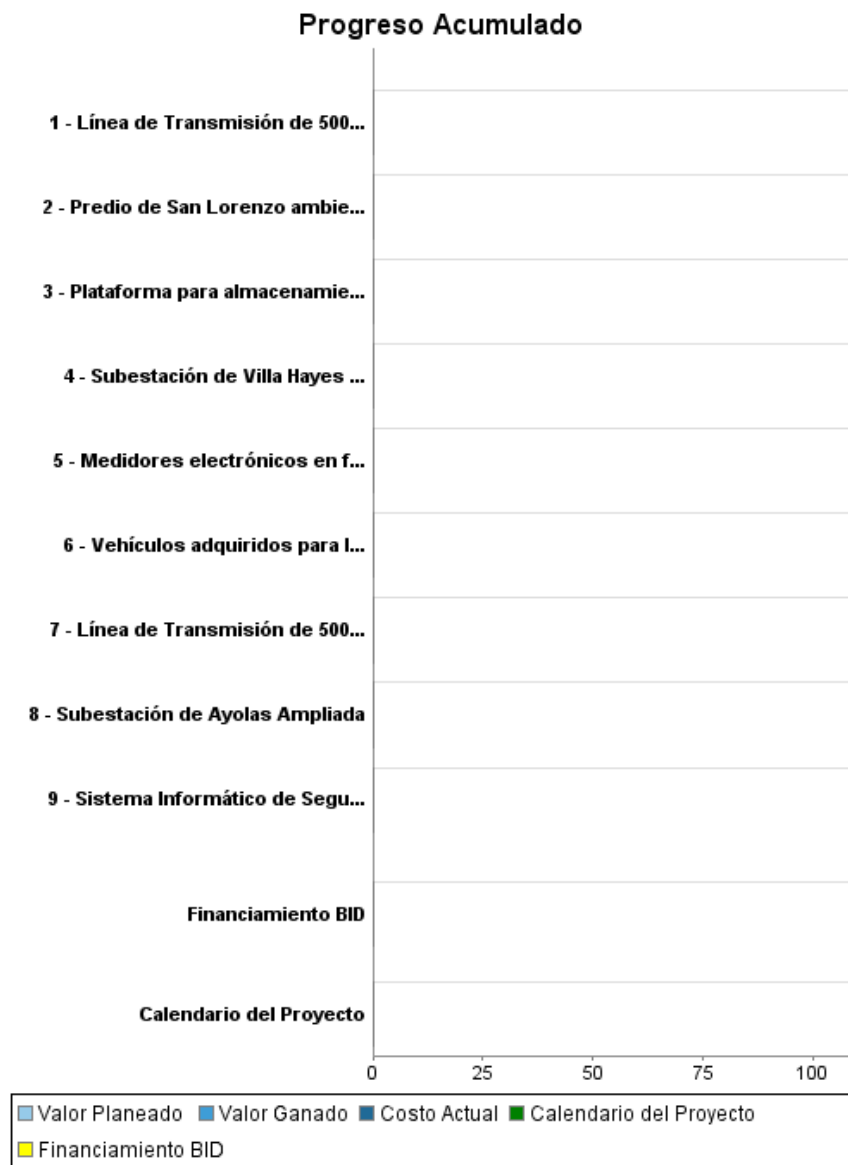 Progreso Acumulado
1 - Línea de Transmisión de 500...
2 - Predio de San Lorenzo ambie...
3 - Plataforma para almacenamie...
4 - Subestación de Villa Hayes ...
5 - Medidores electrónicos en f...
6 - Vehículos adquiridos para l...
7 - Línea de Transmisión de 500...
8 - Subestación de Ayolas Ampliada
9 - Sistema Informático de Segu...
Financiamiento BID
Calendario del Proyecto
0 25 50 75 100
Valor Planeado Valor Ganado Costo Actual Calendario del Proyecto
Financiamiento BID